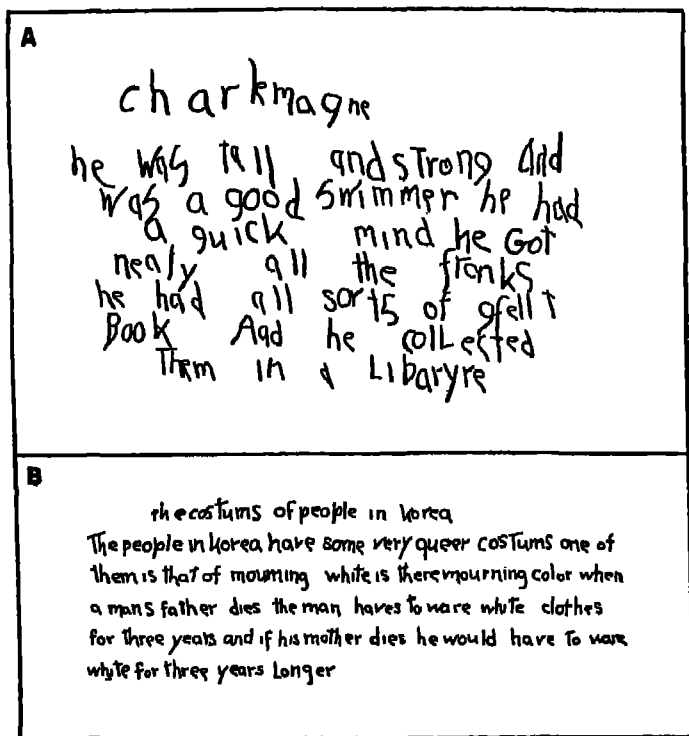 A
charkmagne
he was tall and strong and
was a good swimmer he had
a quick mind he Got
nealy all the franks
he had all sorts of gfellt
Book And he collected
Them in a Libaryre
B
the costums of people in Korea
The people in Korea have some very queer costums one of
them is that of mourning white is there mourning color when
a mans father dies the man haves to ware white clothes
for three years and if his mother dies he would have to ware
whyte for three years Longer